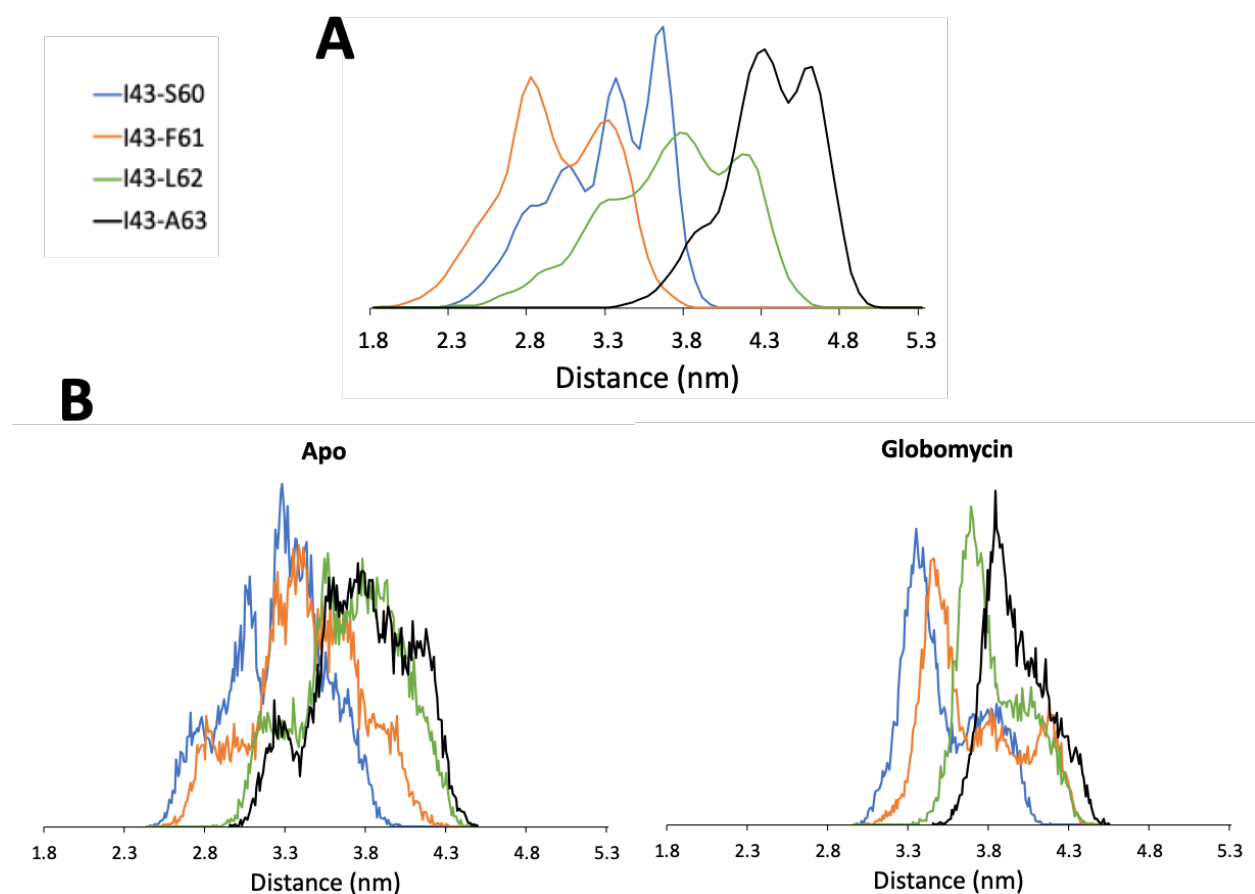 A
I43-S60
I43-F61
I43-L62
I43-A63
1.8 2.3 2.8 3.3 3.8 4.3 4.8 5.3
Distance (nm)
B
Apo
Globomycin
1.8 2.3 2.8 3.3 3.8 4.3 4.8 5.3
1.8 2.3 2.8 3.3 3.8 4.3 4.8 5.3
Distance (nm)
Distance (nm)